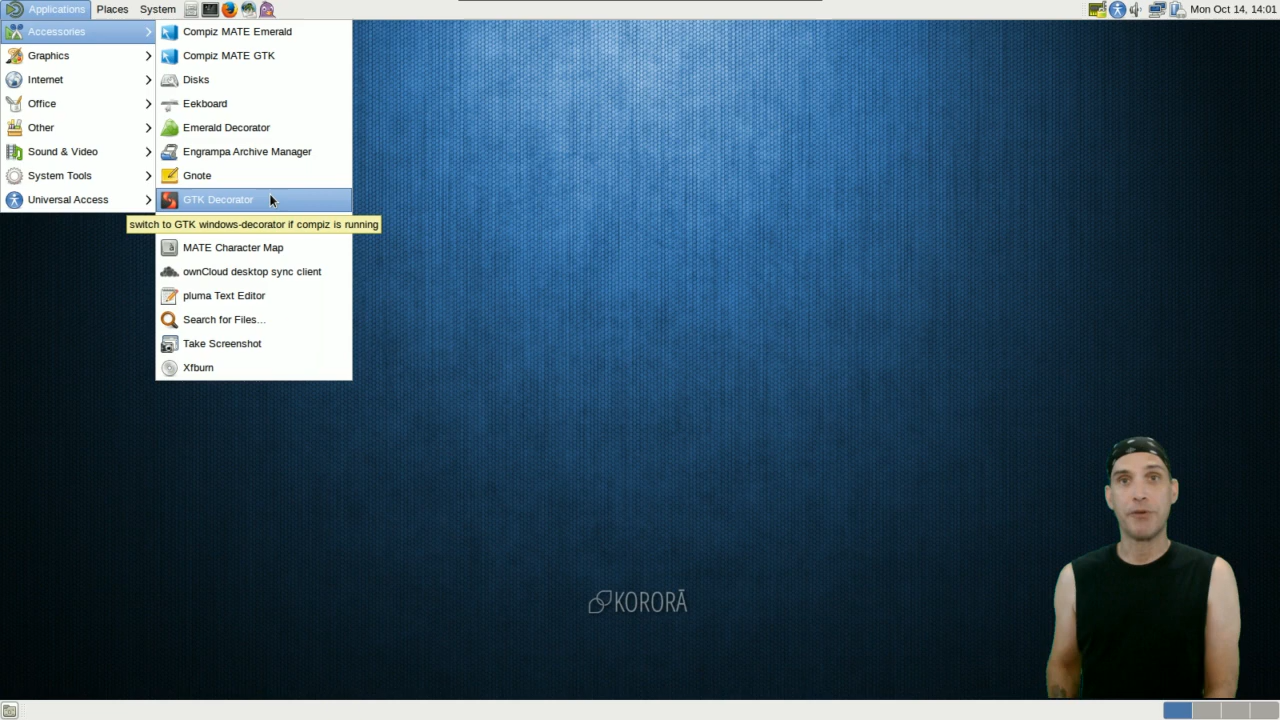 Applications Places System
Mon Oct 14, 14:01
Accessories
Graphics
Internet
Office
Other
Sound & Video
System Tools
Universal Access
Compiz MATE Emerald
Compiz MATE GTK
Disks
Eekboard
Emerald Decorator
Engrampa Archive Manager
Gnote
GTK Decorator
switch to GTK windows-decorator if compiz is running
MATE Character Map
ownCloud desktop sync client
pluma Text Editor
Search for Files...
Take Screenshot
Xfburn
KORORĀ